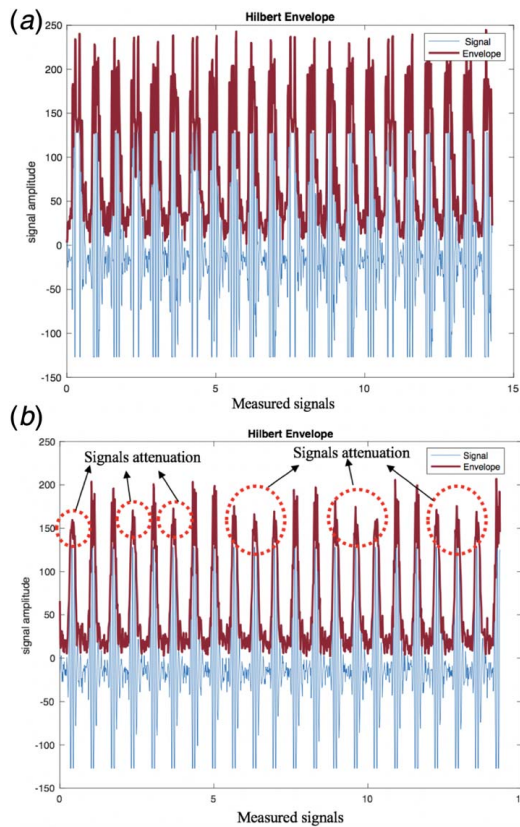 (a)
Hilbert Envelope
Signal
Envelope
signal amplitude
250
200
150
100
50
0
-50
-100
-150
0
5
10
15
Measured signals
(b)
Hilbert Envelope
Signals attenuation
Signals attenuation
Signal
Envelope
signal amplitude
250
200
150
100
50
0
-50
-100
-150
0
5
10
15
Measured signals